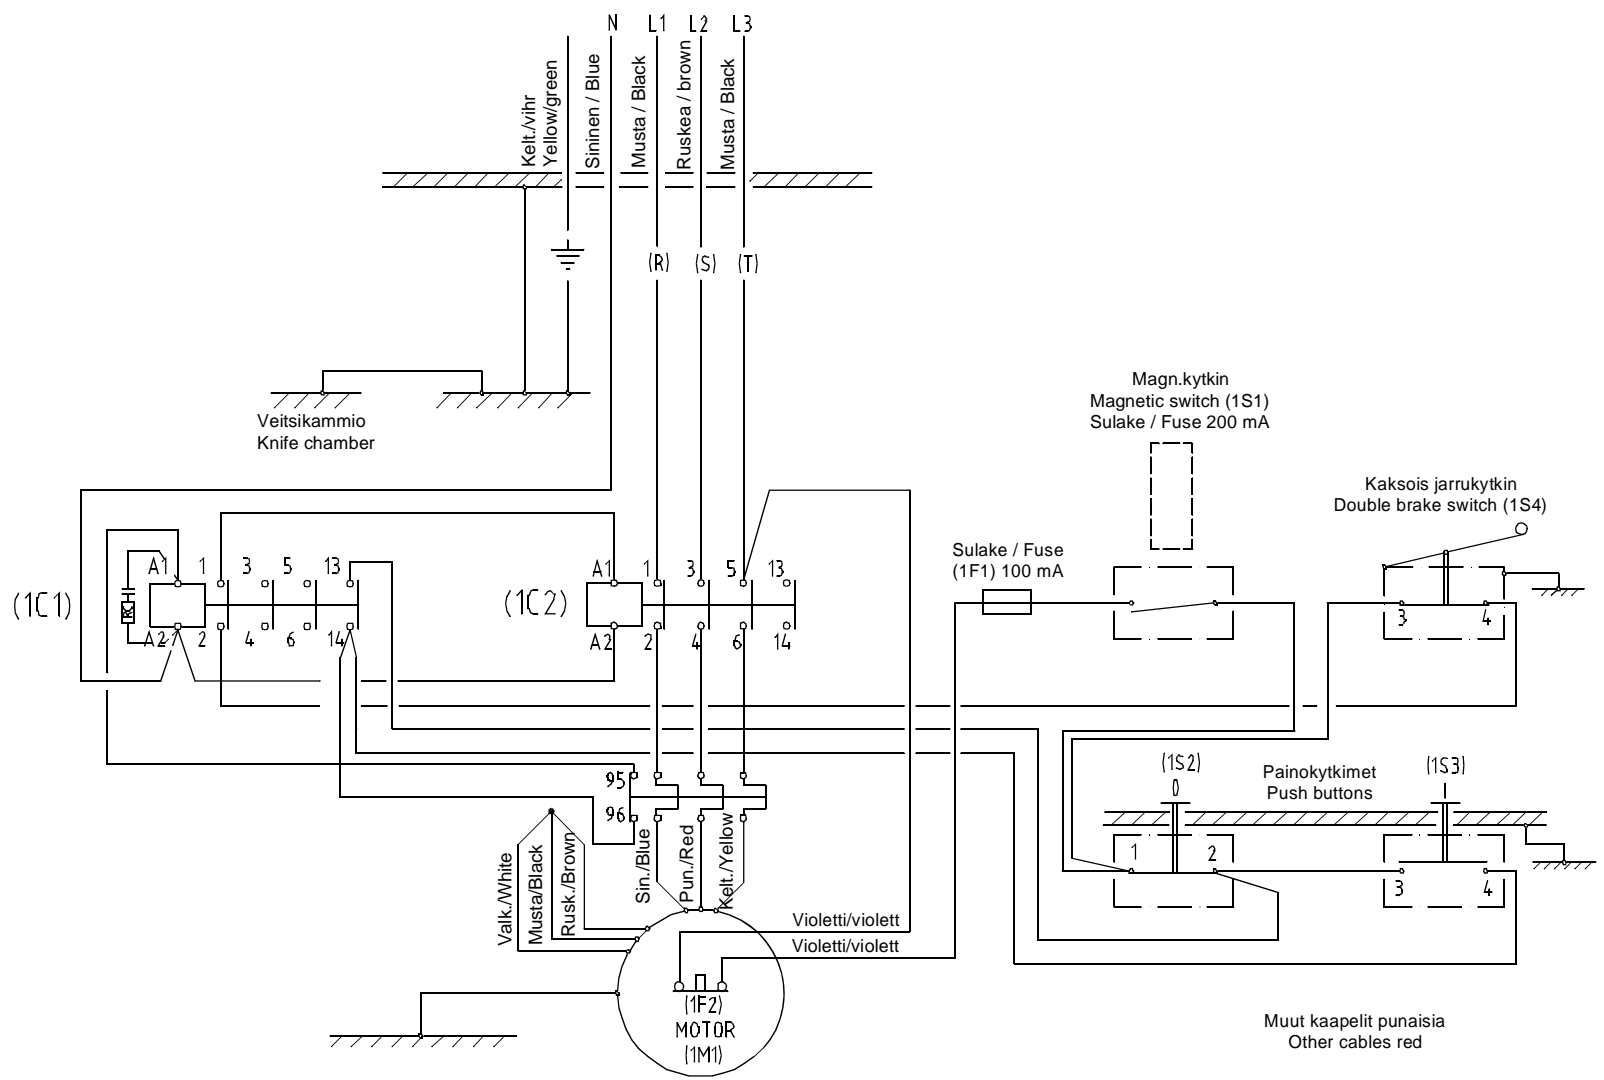 N L1 L2 L3
Kelt./vihr
Yellow/green
Sininen / Blue
Musta / Black
Ruskea / brown
Musta / Black
(R) (S) (T)
Veitsikammio
Knife chamber
Magn.kytkin
Magnetic switch (1S1)
Sulake / Fuse 200 mA
Kaksois jarrukytkin
Double brake switch (1S4)
Sulake / Fuse
(1F1) 100 mA
A1 1 3 5 13
(1C1)
RC
A2 2 4 6 14
A1 1 3 5 13
(1C2)
A2 2 4 6 14
3 4
(1S2)
Painokytkimet
Push buttons
(1S3)
1 2
3 4
95
96
Valk./White
Musta/Black
Rusk./Brown
Sin./Blue
Pun./Red
Kelt./Yellow
Violetti/violett
Violetti/violett
(1F2)
MOTOR
(1M1)
Muut kaapelit punaisia
Other cables red